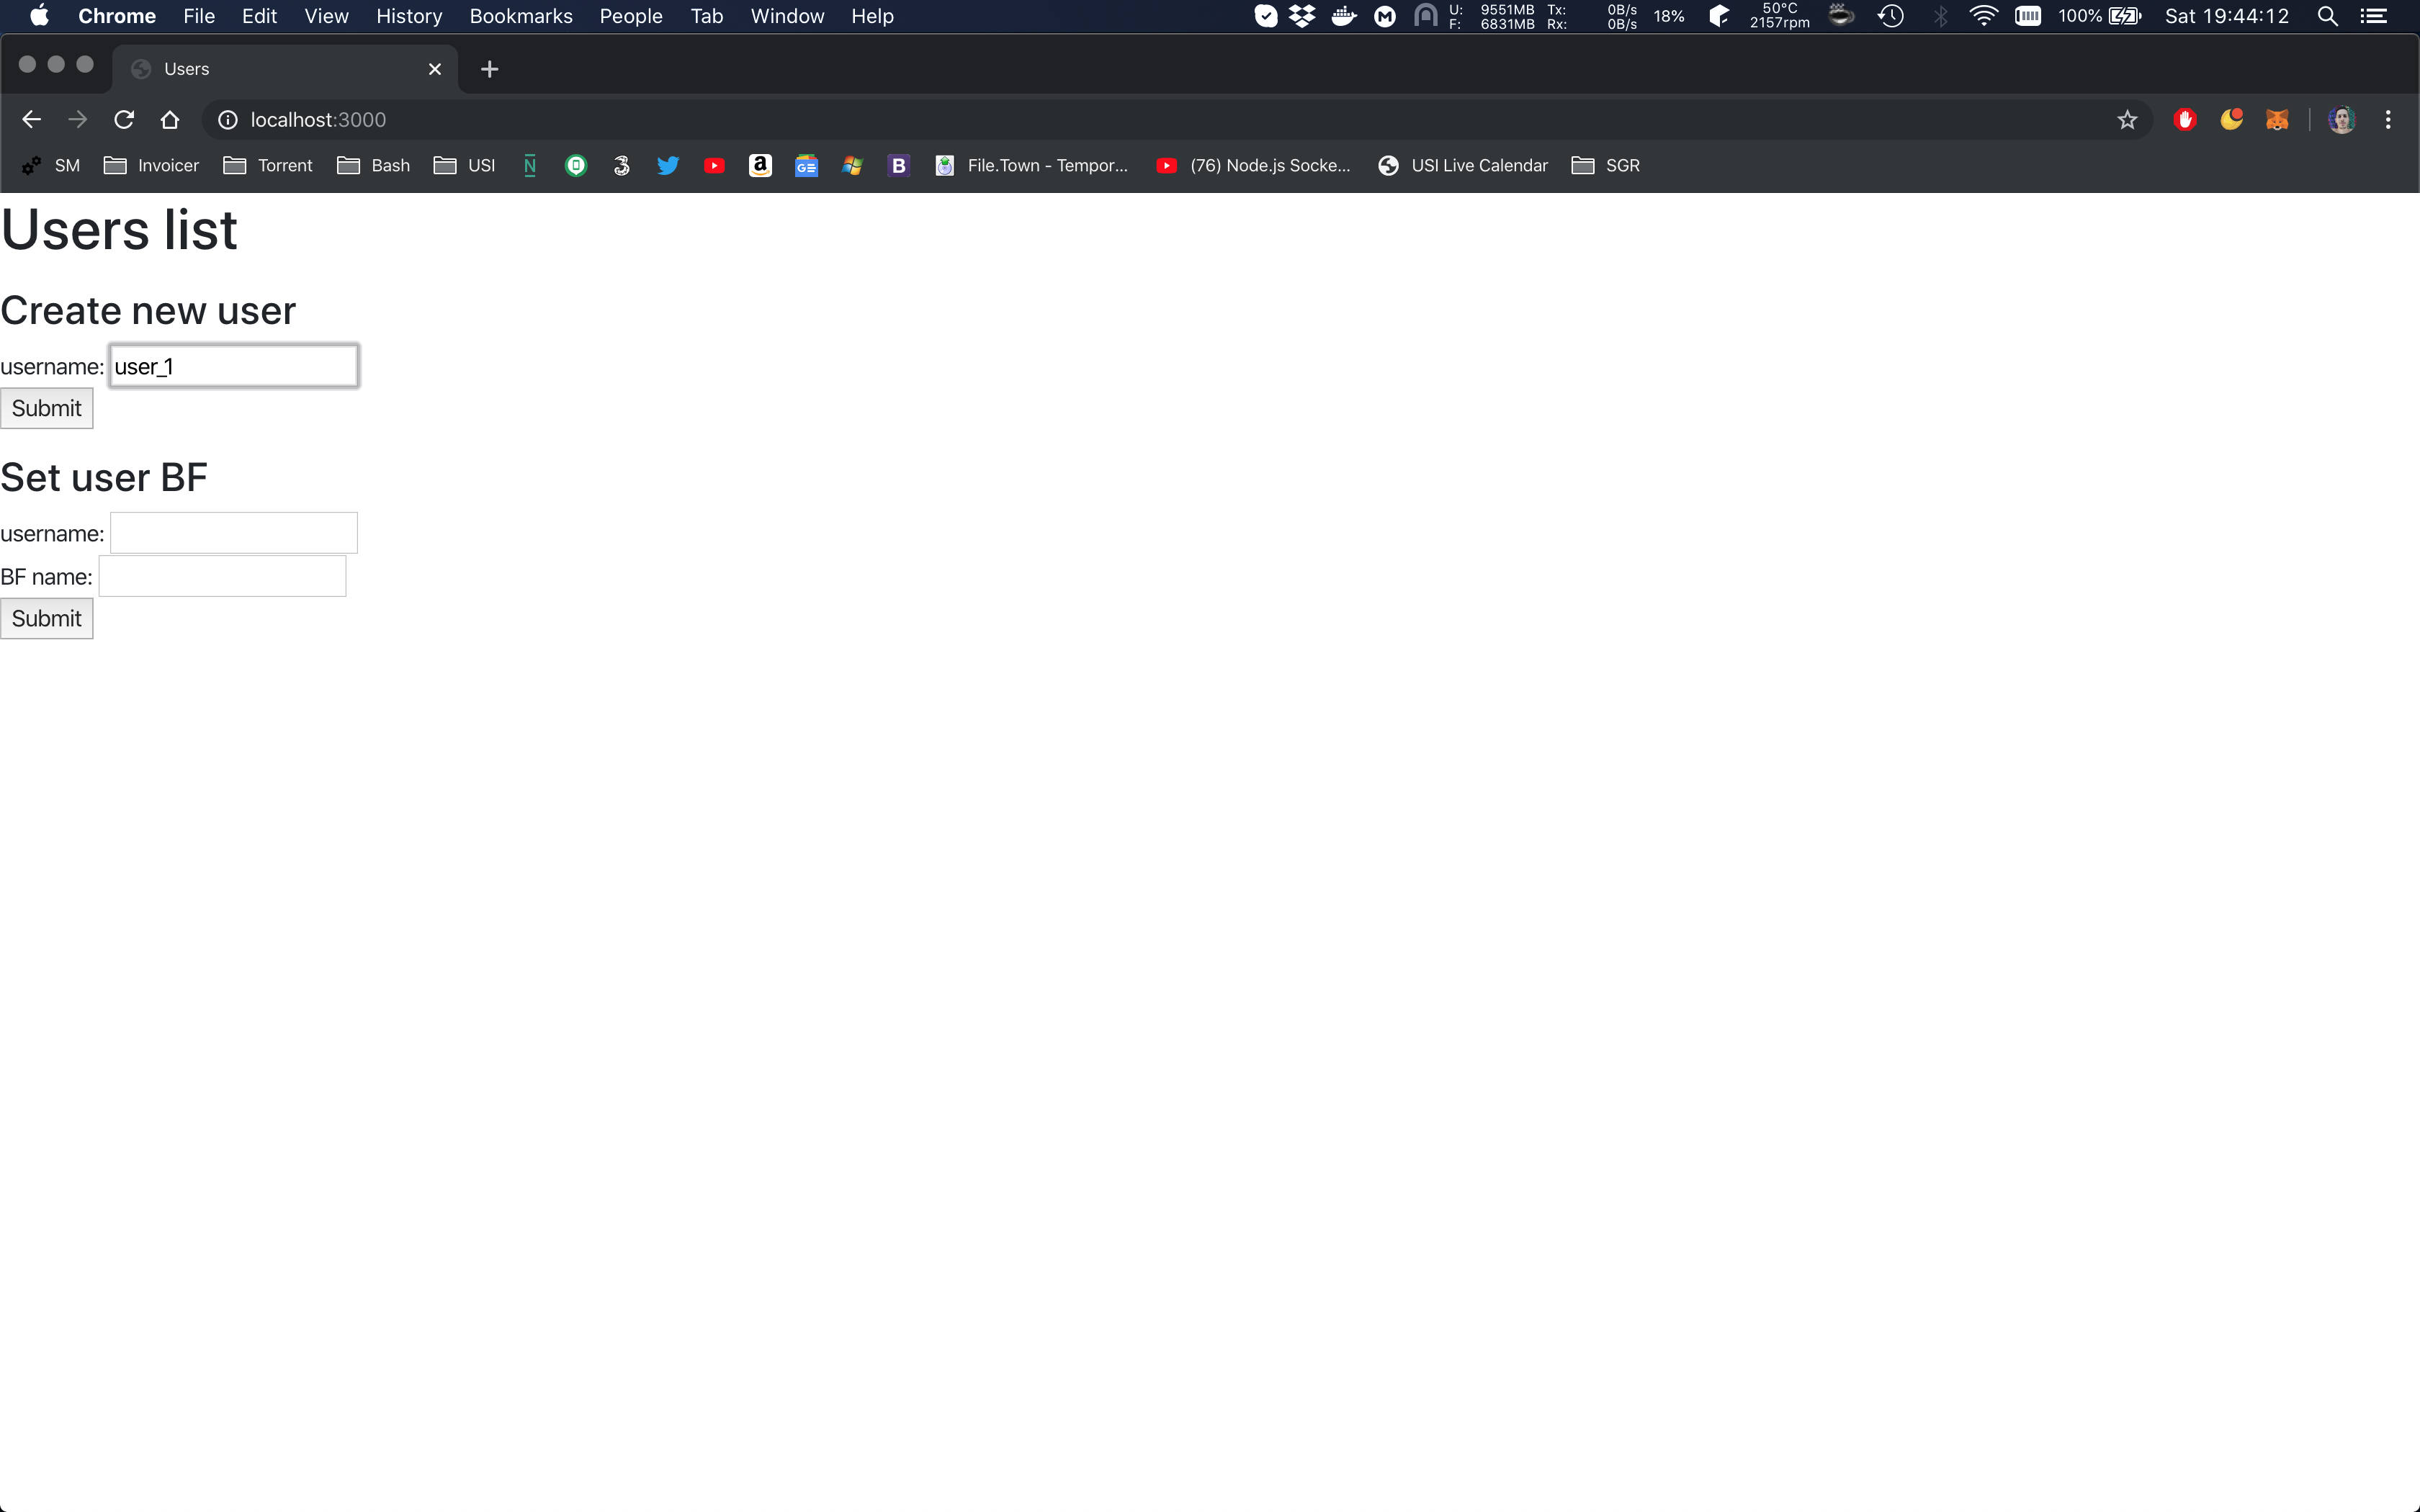 Chrome File Edit View History Bookmarks People Tab Window Help U: 9551MB Tx: 0B/s 18% 50°C 100% Sat 19:44:12
F: 6831MB Rx: 0B/s 2157rpm
Users
localhost:3000
SM Invoicer Torrent Bash USI N 3 a GE B File.Town - Tempor... (76) Node.js Socke... USI Live Calendar SGR
Users list
Create new user
username: user_1
Submit
Set user BF
username:
BF name:
Submit